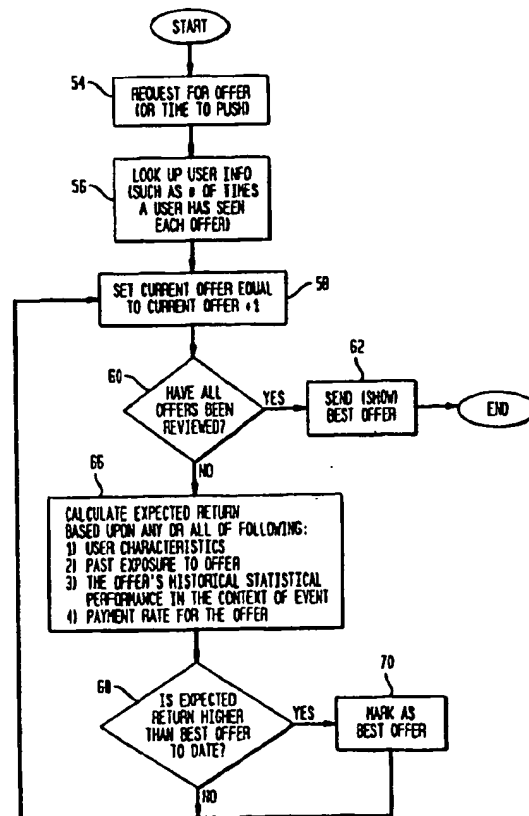 START
54
REQUEST FOR OFFER
(OR TIME TO PUSH)
56
LOOK UP USER INFO
(SUCH AS # OF TIMES
A USER HAS SEEN
EACH OFFER)
SET CURRENT OFFER EQUAL
TO CURRENT OFFER +1
58
60
HAVE ALL
OFFERS BEEN
REVIEWED?
YES
62
SEND (SHOW)
BEST OFFER
END
NO
66
CALCULATE EXPECTED RETURN
BASED UPON ANY OR ALL OF FOLLOWING:
1) USER CHARACTERISTICS
2) PAST EXPOSURE TO OFFER
3) THE OFFER'S HISTORICAL STATISTICAL
PERFORMANCE IN THE CONTEXT OF EVENT
4) PAYMENT RATE FOR THE OFFER
68
IS EXPECTED
RETURN HIGHER
THAN BEST OFFER
TO DATE?
YES
70
MARK AS
BEST OFFER
NO